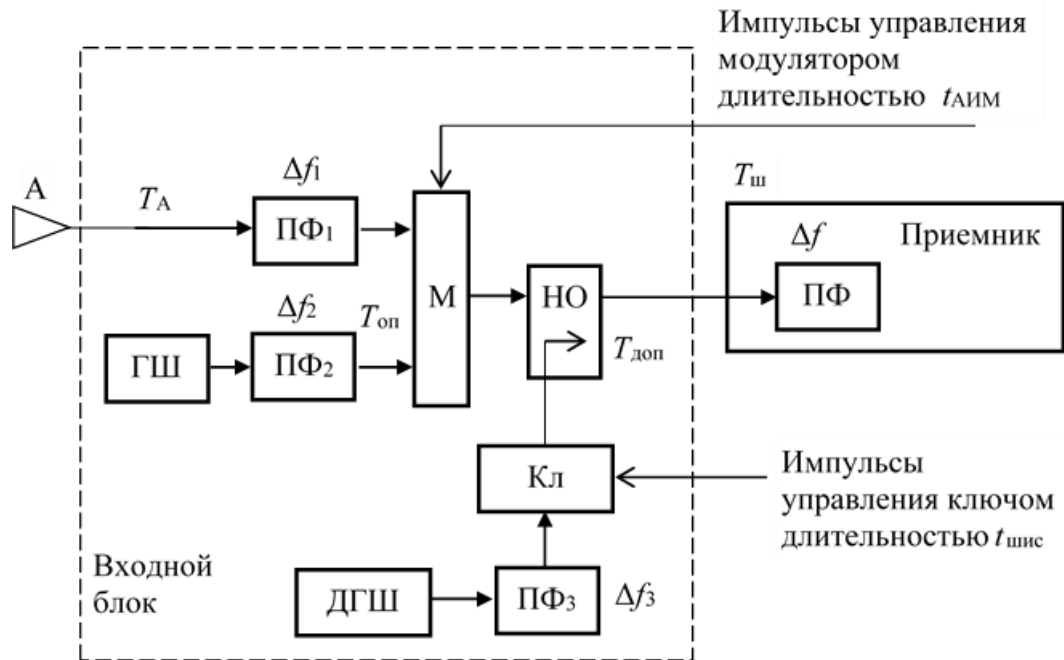 Импульсы управления
модулятором
длительностью tАИМ
А
TА
Δf1
ПФ1
Δf2
Tоп
ГШ
ПФ2
М
НО
Tдоп
Tш
Приемник
Δf
ПФ
Кл
Импульсы
управления ключом
длительностью tшис
Входной
блок
ДГШ
ПФ3
Δf3